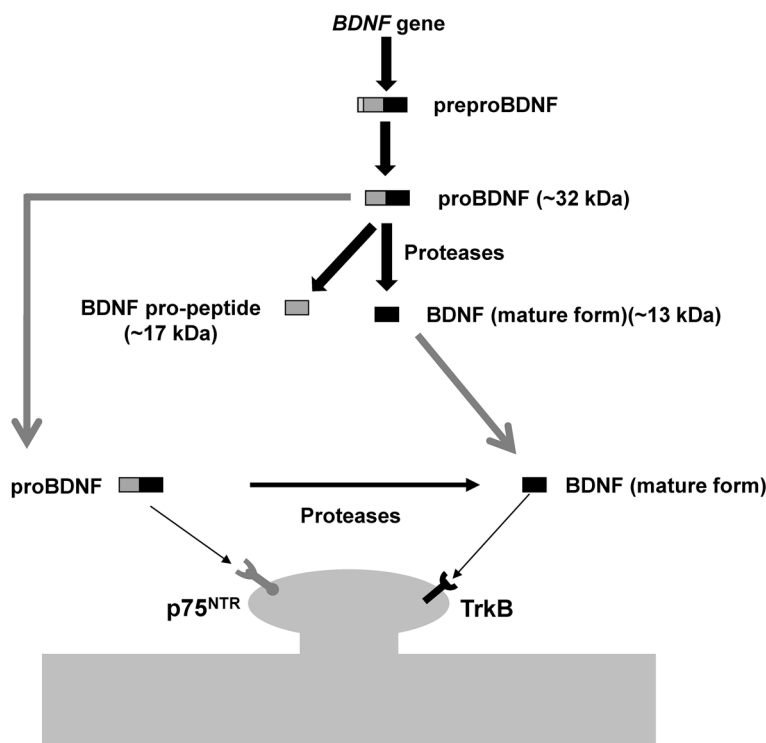 BDNF gene
preproBDNF
proBDNF (~32 kDa)
Proteases
BDNF pro-peptide
(~17 kDa)
BDNF (mature form)(~13 kDa)
proBDNF
Proteases
BDNF (mature form)
p75NTR
TrkB